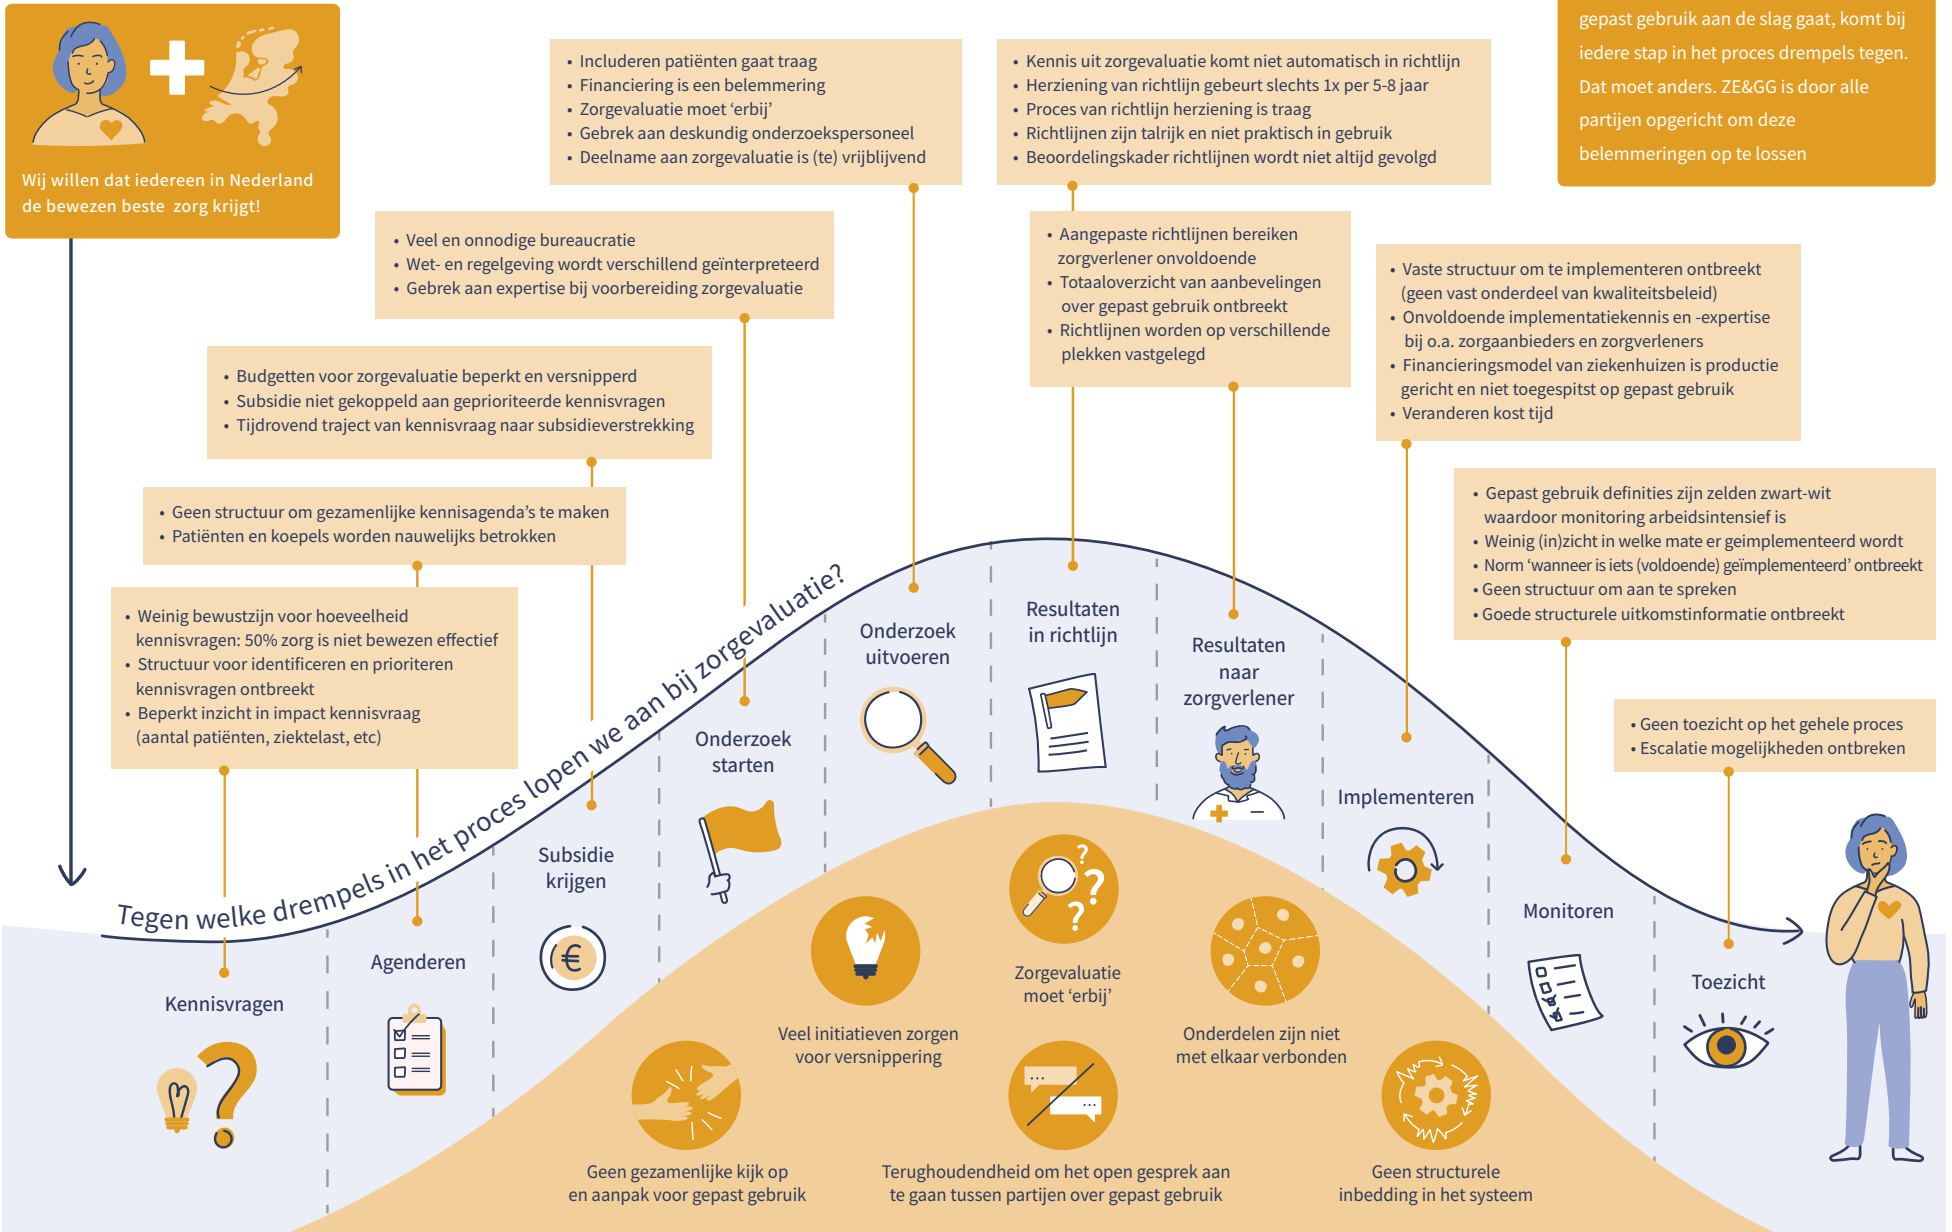 Wij willen dat iedereen in Nederland
de bewezen beste zorg krijgt!
gepast gebruik aan de slag gaat, komt bij
iedere stap in het proces drempels tegen.
Dat moet anders. ZE&GG is door alle
partijen opgericht om deze
belemmeringen op te lossen
Tegen welke drempels in het proces lopen we aan bij zorgevaluatie?
• Weinig bewustzijn voor hoeveelheid
kennisvragen: 50% zorg is niet bewezen effectief
• Structuur voor identificeren en prioriteren
kennisvragen ontbreekt
• Beperkt inzicht in impact kennisvraag
(aantal patiënten, ziektelast, etc)
Kennisvragen
• Geen structuur om gezamenlijke kennisagenda's te maken
• Patiënten en koepels worden nauwelijks betrokken
Agenderen
• Budgetten voor zorgevaluatie beperkt en versnipperd
• Subsidie niet gekoppeld aan geprioriteerde kennisvragen
• Tijdrovend traject van kennisvraag naar subsidieverstrekking
Subsidie
krijgen
€
• Veel en onnodige bureaucratie
• Wet- en regelgeving wordt verschillend geïnterpreteerd
• Gebrek aan expertise bij voorbereiding zorgevaluatie
Onderzoek
starten
• Includeren patiënten gaat traag
• Financiering is een belemmering
• Zorgevaluatie moet 'erbij'
• Gebrek aan deskundig onderzoekspersoneel
• Deelname aan zorgevaluatie is (te) vrijblijvend
Onderzoek
uitvoeren
• Kennis uit zorgevaluatie komt niet automatisch in richtlijn
• Herziening van richtlijn gebeurt slechts 1x per 5-8 jaar
• Proces van richtlijn herziening is traag
• Richtlijnen zijn talrijk en niet praktisch in gebruik
• Beoordelingskader richtlijnen wordt niet altijd gevolgd
Resultaten
in richtlijn
• Aangepaste richtlijnen bereiken
zorgverlener onvoldoende
• Totaaloverzicht van aanbevelingen
over gepast gebruik ontbreekt
• Richtlijnen worden op verschillende
plekken vastgelegd
Resultaten
naar
zorgverlener
• Vaste structuur om te implementeren ontbreekt
(geen vast onderdeel van kwaliteitsbeleid)
• Onvoldoende implementatiekennis en -expertise
bij o.a. zorgaanbieders en zorgverleners
• Financieringsmodel van ziekenhuizen is productie
gericht en niet toegespitst op gepast gebruik
• Veranderen kost tijd
Implementeren
• Gepast gebruik definities zijn zelden zwart-wit
waardoor monitoring arbeidsintensief is
• Weinig (in)zicht in welke mate er geimplementeerd wordt
• Norm 'wanneer is iets (voldoende) geïmplementeerd' ontbreekt
• Geen structuur om aan te spreken
• Goede structurele uitkomstinformatie ontbreekt
Monitoren
• Geen toezicht op het gehele proces
• Escalatie mogelijkheden ontbreken
Toezicht
Geen gezamenlijke kijk op
en aanpak voor gepast gebruik
Veel initiatieven zorgen
voor versnippering
Zorgevaluatie
moet 'erbij'
Terughoudendheid om het open gesprek aan
te gaan tussen partijen over gepast gebruik
Onderdelen zijn niet
met elkaar verbonden
Geen structurele
inbedding in het systeem